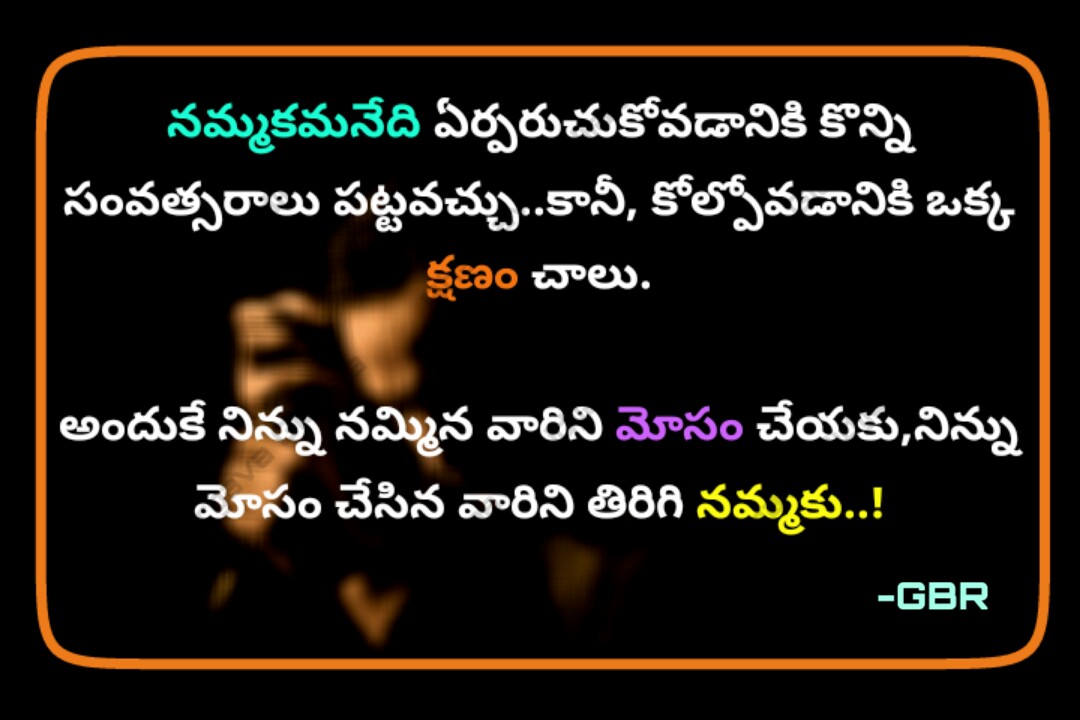 నమ్మకమనేది ఏర్పరుచుకోవడానికి కొన్ని
సంవత్సరాలు పట్టవచ్చు..కానీ, కోల్పోవడానికి ఒక్క
క్షణం చాలు.
అందుకే నిన్ను నమ్మిన వారిని మోసం చేయకు,నిన్ను
మోసం చేసిన వారిని తిరిగి నమ్మకు..!
-GBR